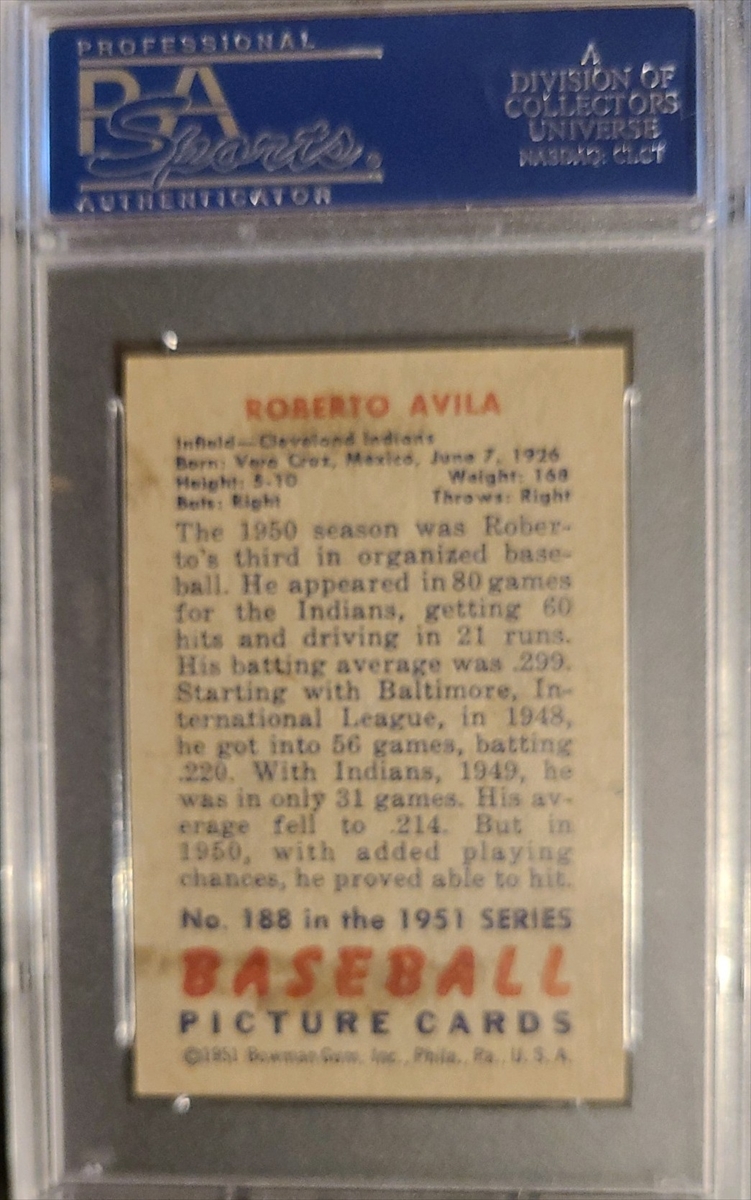 PROFESSIONAL
PSA
Sports®
AUTHENTICATOR
A
DIVISION OF
COLLECTORS
UNIVERSE
NASDAQ: CLCT
ROBERTO AVILA
Infield—Cleveland Indians
Born: Vera Cruz, Mexico, June 7, 1926
Height: 5-10 Weight: 168
Bats: Right Throws: Right
The 1950 season was Rober-
to's third in organized base-
ball. He appeared in 80 games
for the Indians, getting 60
hits and driving in 21 runs.
His batting average was .299.
Starting with Baltimore, In-
ternational League, in 1948,
he got into 56 games, batting
.220. With Indians, 1949, he
was in only 31 games. His av-
erage fell to .214. But in
1950, with added playing
chances, he proved able to hit.
No. 188 in the 1951 SERIES
BASEBALL
PICTURE CARDS
©1951 Bowman Gum, Inc., Phila., Pa., U. S. A.